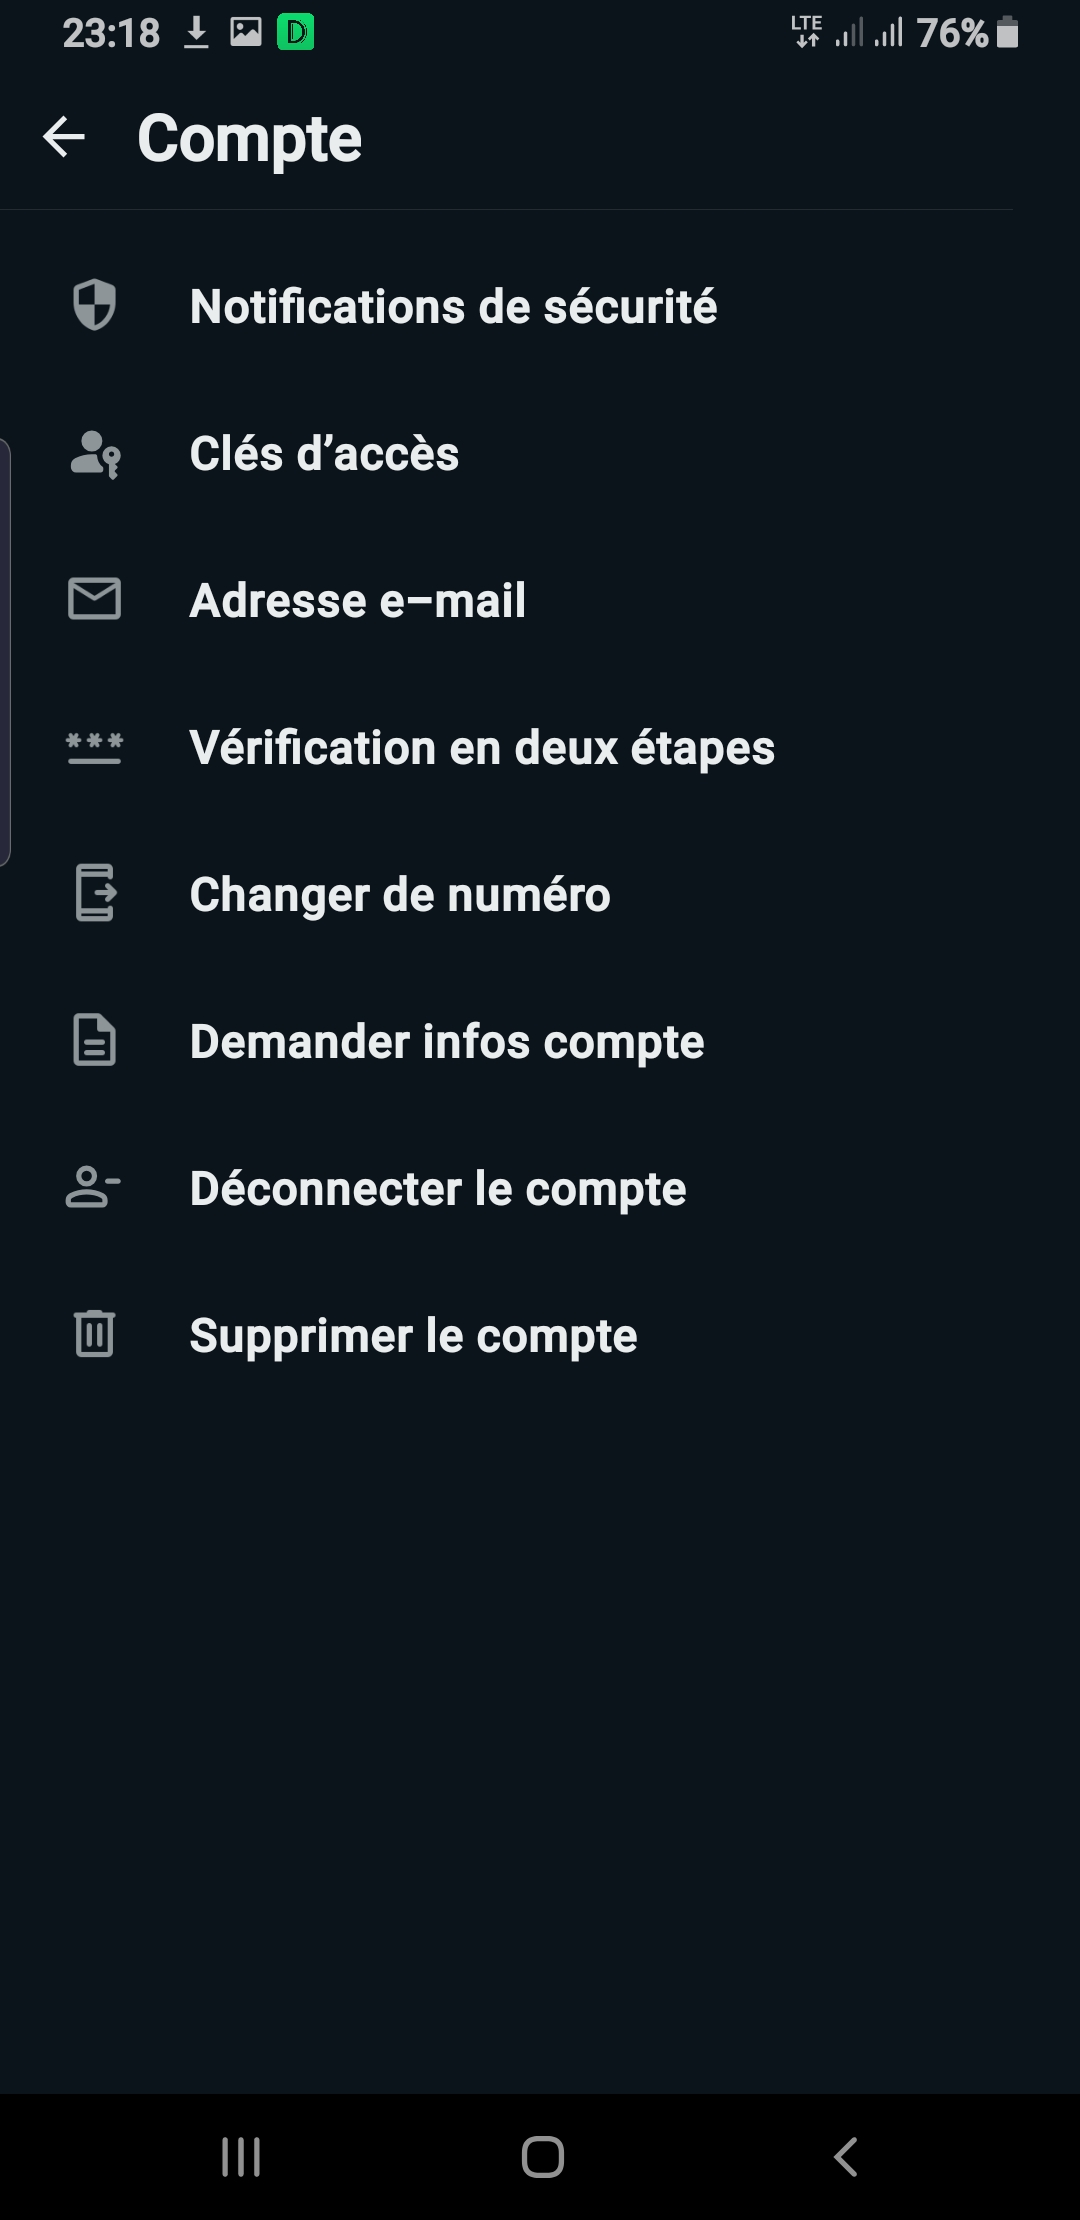 23:18 D LTE 76%
Compte
Notifications de sécurité
Clés d’accès
Adresse e-mail
Vérification en deux étapes
Changer de numéro
Demander infos compte
Déconnecter le compte
Supprimer le compte